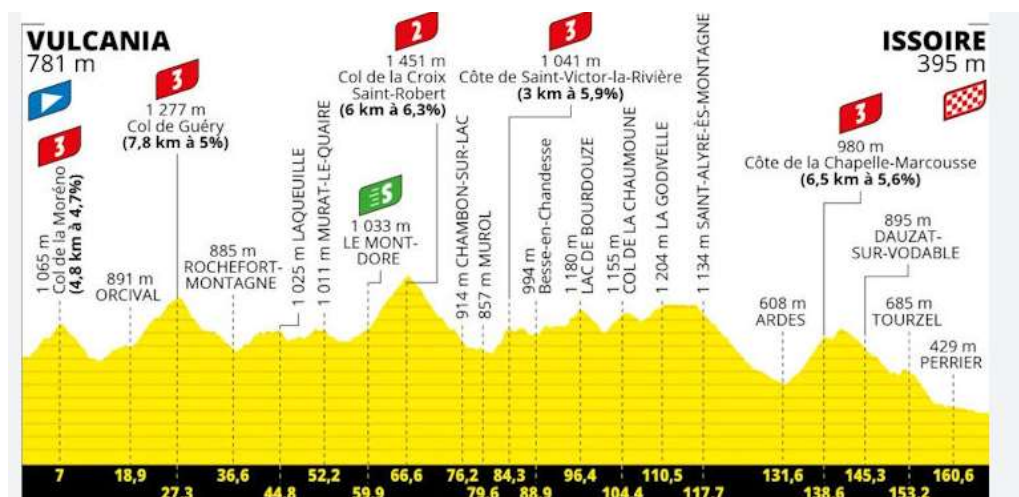 VULCANIA
781 m
3
1 065 m
Col de la Moréno
(4,8 km à 4,7%)
891 m
ORCIVAL
3
1 277 m
Col de Guéry
(7,8 km à 5%)
885 m
ROCHEFORT-
MONTAGNE
1 025 m LAQUEUILLE
1 011 m MURAT-LE-QUAIRE
S
1 033 m
LE MONT-
DORE
2
1 451 m
Col de la Croix
Saint-Robert
(6 km à 6,3%)
914 m CHAMBON-SUR-LAC
857 m MUROL
3
1 041 m
Côte de Saint-Victor-la-Rivière
(3 km à 5,9%)
994 m
Besse-en-Chandesse
1 180 m
LAC DE BOURDOUZE
1 155 m
COL DE LA CHAUMOUNE
1 204 m LA GODIVELLE
1 134 m SAINT-ALYRE-ÈS-MONTAGNE
608 m
ARDES
3
980 m
Côte de la Chapelle-Marcousse
(6,5 km à 5,6%)
895 m
DAUZAT-
SUR-VODABLE
685 m
TOURZEL
429 m
PERRIER
ISSOIRE
395 m
7 18,9 36,6 52,2 66,6 76,2 84,3 96,4 110,5 131,6 145,3 160,6
27,3 44,8 59,9 79,6 88,9 104,4 117,7 138,6 153,2